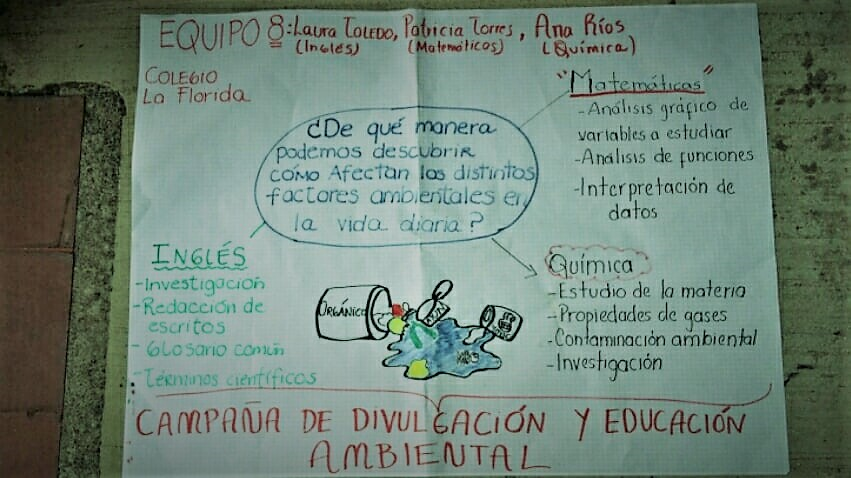 EQUIPO 8: Laura TOLEDO, Patricia Torres, Ana Ríos
(Inglés) (Matemáticas) (Química)
COLEGIO
La Florida
"Matemáticas"
- Análisis gráfico de
variables a estudiar
- Análisis de funciones
- Interpretación de
datos
¿De qué manera
podemos descubrir
cómo Afectan los distintos
factores ambientales en
la vida diaria?
INGLÉS
- Investigación
- Redacción de
escritos
- Glosario común
- Términos científicos
Química
- Estudio de la materia
- Propiedades de gases
- Contaminación ambiental
- Investigación
ORGÁNICO
CAMPAÑA DE DIVULGACIÓN Y EDUCACIÓN
AMBIENTAL